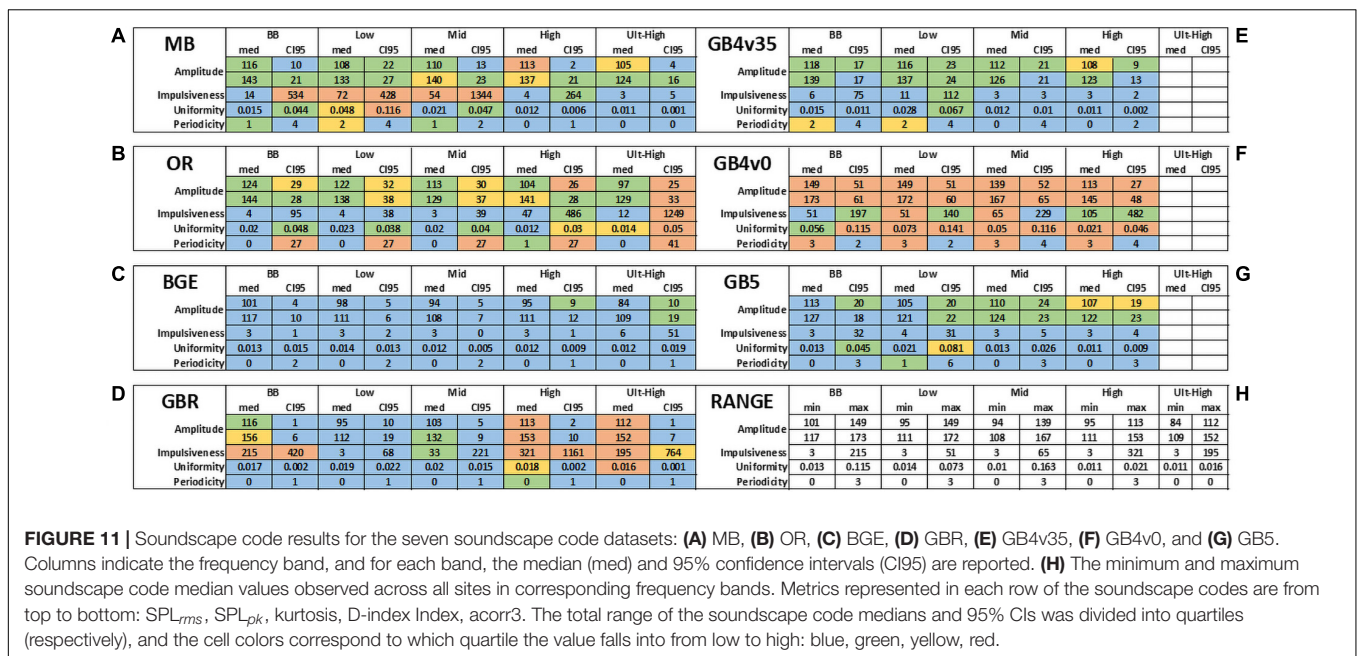 A
MB
BB Low Mid High Ult-High
med CI95 med CI95 med CI95 med CI95 med CI95
Amplitude
116 10 108 22 110 13 113 2 105 4
143 21 133 27 140 23 137 21 124 16
Impulsiveness 14 534 72 428 54 1344 4 264 3 5
Uniformity 0.015 0.044 0.048 0.116 0.021 0.047 0.012 0.006 0.011 0.001
Periodicity 1 4 2 4 1 2 0 1 0 0
GB4v35
E
BB Low Mid High Ult-High
med CI95 med CI95 med CI95 med CI95 med CI95
Amplitude
118 17 116 23 112 21 108 9
139 17 137 24 126 21 123 13
Impulsiveness 6 75 11 112 3 3 3 2
Uniformity 0.015 0.011 0.028 0.067 0.012 0.01 0.011 0.002
Periodicity 2 4 2 4 0 4 0 2
B
OR
BB Low Mid High Ult-High
med CI95 med CI95 med CI95 med CI95 med CI95
Amplitude
124 29 122 32 113 30 104 26 97 25
144 28 138 38 129 37 141 28 129 33
Impulsiveness 4 95 4 38 3 39 47 486 12 1249
Uniformity 0.02 0.048 0.023 0.038 0.02 0.04 0.012 0.03 0.014 0.05
Periodicity 0 27 0 27 0 27 1 27 0 41
GB4v0
F
BB Low Mid High Ult-High
med CI95 med CI95 med CI95 med CI95 med CI95
Amplitude
149 51 149 51 139 52 113 27
173 61 172 60 167 65 145 48
Impulsiveness 51 197 51 140 65 229 105 482
Uniformity 0.056 0.115 0.073 0.141 0.05 0.116 0.021 0.046
Periodicity 3 2 3 2 3 4 3 4
C
BGE
BB Low Mid High Ult-High
med CI95 med CI95 med CI95 med CI95 med CI95
Amplitude
101 4 98 5 94 5 95 9 84 10
117 10 111 6 108 7 111 12 109 19
Impulsiveness 3 1 3 2 3 0 3 1 6 51
Uniformity 0.013 0.015 0.014 0.013 0.012 0.005 0.012 0.009 0.012 0.019
Periodicity 0 2 0 2 0 2 0 1 0 1
GB5
G
BB Low Mid High Ult-High
med CI95 med CI95 med CI95 med CI95 med CI95
Amplitude
113 20 105 20 110 24 107 19
127 18 121 22 124 23 122 23
Impulsiveness 3 32 4 31 3 5 3 4
Uniformity 0.013 0.045 0.021 0.081 0.013 0.026 0.011 0.009
Periodicity 0 3 1 6 0 3 0 3
D
GBR
BB Low Mid High Ult-High
med CI95 med CI95 med CI95 med CI95 med CI95
Amplitude
116 1 95 10 103 5 113 2 112 1
156 6 112 19 132 9 153 10 152 7
Impulsiveness 215 420 3 68 33 221 321 1161 195 764
Uniformity 0.017 0.002 0.019 0.022 0.02 0.015 0.018 0.002 0.016 0.001
Periodicity 0 1 0 1 0 1 0 1 0 1
RANGE
H
BB Low Mid High Ult-High
min max min max min max min max min max
Amplitude
101 149 95 149 94 139 95 113 84 112
117 173 111 172 108 167 111 153 109 152
Impulsiveness 3 215 3 51 3 65 3 321 3 195
Uniformity 0.013 0.115 0.014 0.073 0.01 0.163 0.011 0.021 0.011 0.016
Periodicity 0 3 0 3 0 3 0 3 0 0
FIGURE 11 | Soundscape code results for the seven soundscape code datasets: (A) MB, (B) OR, (C) BGE, (D) GBR, (E) GB4v35, (F) GB4v0, and (G) GB5.
Columns indicate the frequency band, and for each band, the median (med) and 95% confidence intervals (CI95) are reported. (H) The minimum and maximum
soundscape code median values observed across all sites in corresponding frequency bands. Metrics represented in each row of the soundscape codes are from
top to bottom: SPLrms, SPLpk, kurtosis, D-index Index, acorr3. The total range of the soundscape code medians and 95% CIs was divided into quartiles
(respectively), and the cell colors correspond to which quartile the value falls into from low to high: blue, green, yellow, red.